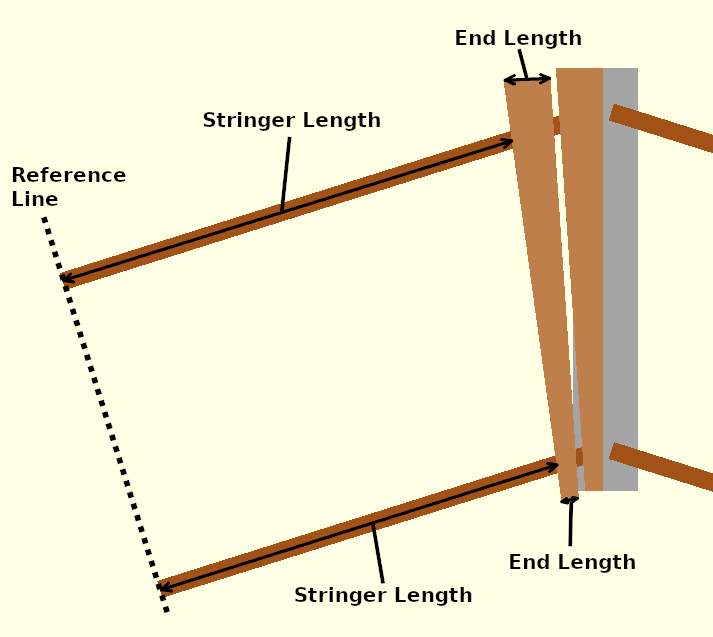 End Length
Stringer Length
Reference
Line
End Length
Stringer Length